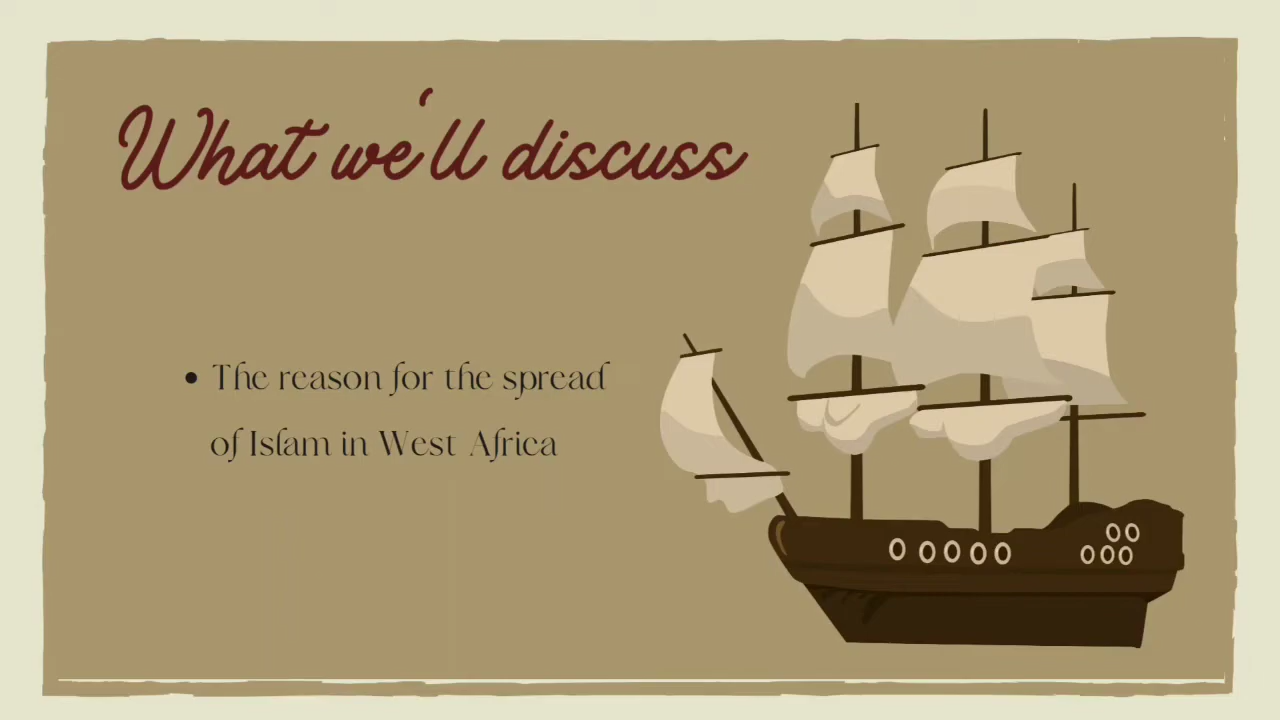 What we'll discuss
• The reason for the spread
of Islam in West Africa